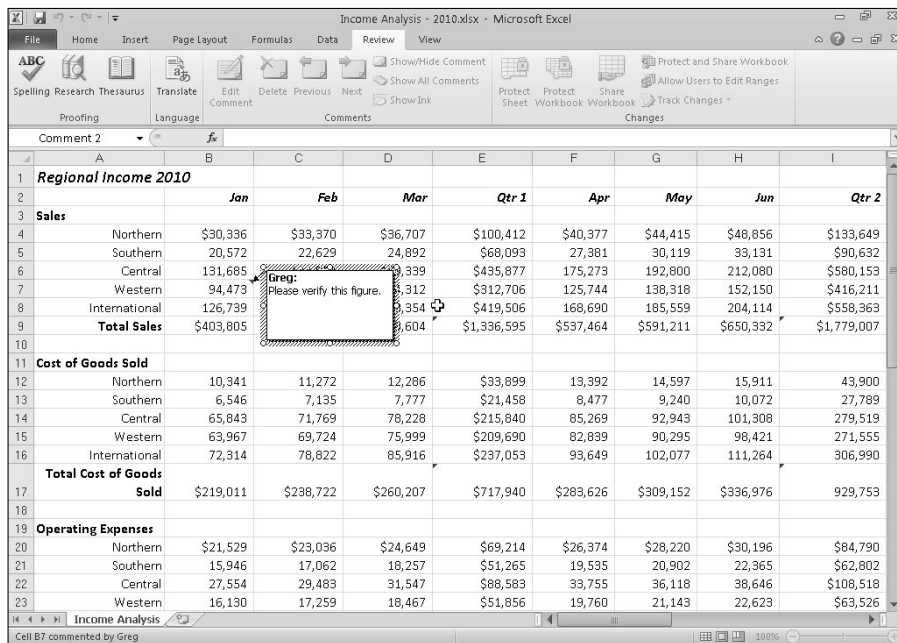 Income Analysis - 2010.xlsx - Microsoft Excel
File Home Insert Page Layout Formulas Data Review View
ABC
Spelling Research Thesaurus Translate Edit Comment Delete Previous Next Show/Hide Comment Show All Comments Show Ink Protect Sheet Protect Workbook Share Workbook Protect and Share Workbook Allow Users to Edit Ranges Track Changes
Proofing Language Comments Changes
Comment 2 fx
A B C D E F G H I
1 Regional Income 2010
2 Jan Feb Mar Qtr 1 Apr May Jun Qtr 2
3 Sales
4 Northern $30,336 $33,370 $36,707 $100,412 $40,377 $44,415 $48,856 $133,649
5 Southern 20,572 22,629 24,892 $68,093 27,381 30,119 33,131 $90,632
6 Central 131,685 ,339 $435,877 175,273 192,800 212,080 $580,153
Greg:
Please verify this figure.
7 Western 94,473 ,312 $312,706 125,744 138,318 152,150 $416,211
8 International 126,739 ,354 $419,506 168,690 185,559 204,114 $558,363
9 Total Sales $403,805 ,604 $1,336,595 $537,464 $591,211 $650,332 $1,779,007
10
11 Cost of Goods Sold
12 Northern 10,341 11,272 12,286 $33,899 13,392 14,597 15,911 43,900
13 Southern 6,546 7,135 7,777 $21,458 8,477 9,240 10,072 27,789
14 Central 65,843 71,769 78,228 $215,840 85,269 92,943 101,308 279,519
15 Western 63,967 69,724 75,999 $209,690 82,839 90,295 98,421 271,555
16 International 72,314 78,822 85,916 $237,053 93,649 102,077 111,264 306,990
Total Cost of Goods
17 Sold $219,011 $238,722 $260,207 $717,940 $283,626 $309,152 $336,976 929,753
18
19 Operating Expenses
20 Northern $21,529 $23,036 $24,649 $69,214 $26,374 $28,220 $30,196 $84,790
21 Southern 15,946 17,062 18,257 $51,265 19,535 20,902 22,365 $62,802
22 Central 27,554 29,483 31,547 $88,583 33,755 36,118 38,646 $108,518
23 Western 16,130 17,259 18,467 $51,856 19,760 21,143 22,623 $63,526
Income Analysis
Cell B7 commented by Greg 100%